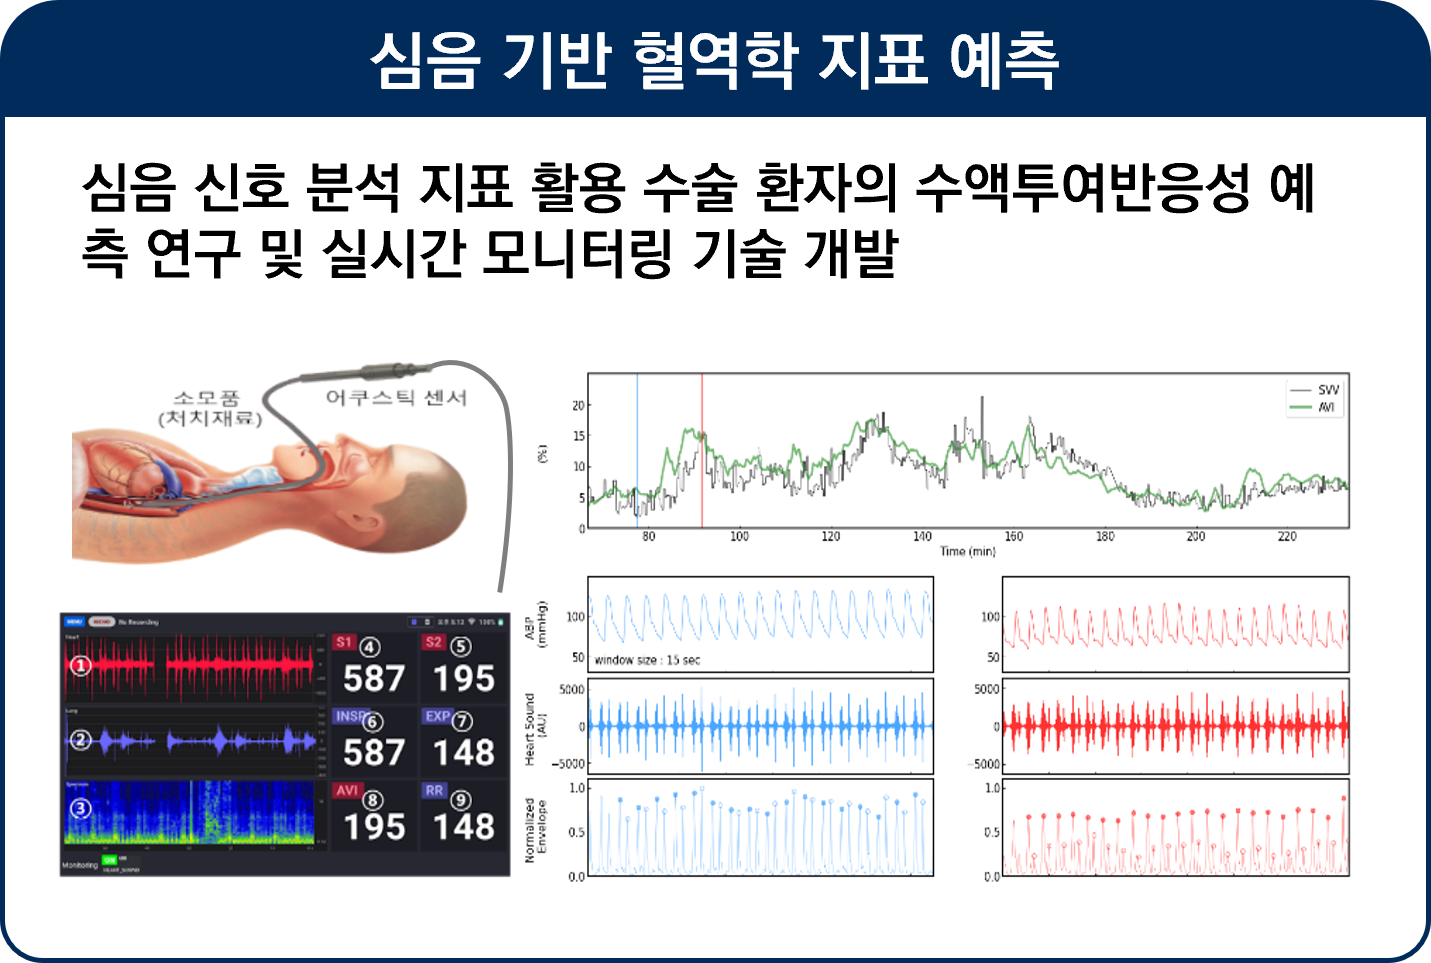 심음 기반 혈역학 지표 예측
심음 신호 분석 지표 활용 수술 환자의 수액투여반응성 예
측 연구 및 실시간 모니터링 기술 개발
소모품
(처치재료)
어쿠스틱 센서
MENU
No Recording
100%
Heart
①
Lung
②
③
S1 ④
587
S2 ⑤
195
INSP ⑥
587
EXP ⑦
148
AVI ⑧
195
RR ⑨
148
Monitoring ON
SVV
AVI
(%)
20
15
10
5
0
80 100 120 140 160 180 200 220
Time (min)
ABP
(mmHg)
100
50
window size : 15 sec
100
50
Heart Sound
(AU)
5000
0
−5000
5000
0
−5000
Normalized
Envelope
1.0
0.5
0.0
1.0
0.5
0.0